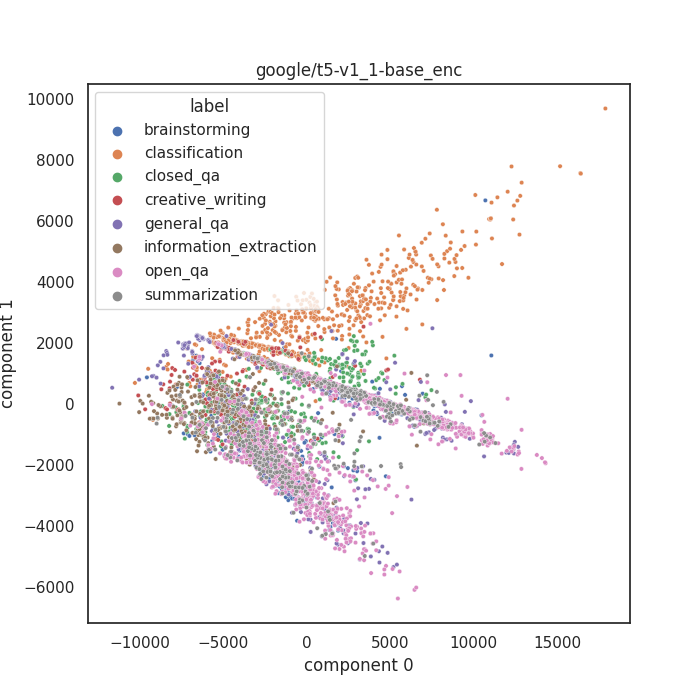 google/t5-v1_1-base_enc
label
brainstorming
classification
closed_qa
creative_writing
general_qa
information_extraction
open_qa
summarization
component 1
10000
8000
6000
4000
2000
0
−2000
−4000
−6000
−10000 −5000 0 5000 10000 15000
component 0